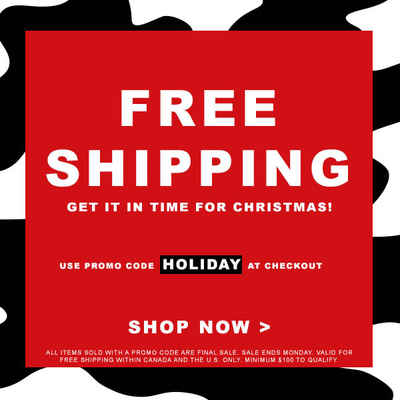 FREE
SHIPPING
GET IT IN TIME FOR CHRISTMAS!
USE PROMO CODE HOLIDAY AT CHECKOUT
SHOP NOW >
ALL ITEMS SOLD WITH A PROMO CODE ARE FINAL SALE. SALE ENDS MONDAY. VALID FOR
FREE SHIPPING WITHIN CANADA AND THE U.S. ONLY. MINIMUM $100 TO QUALIFY.